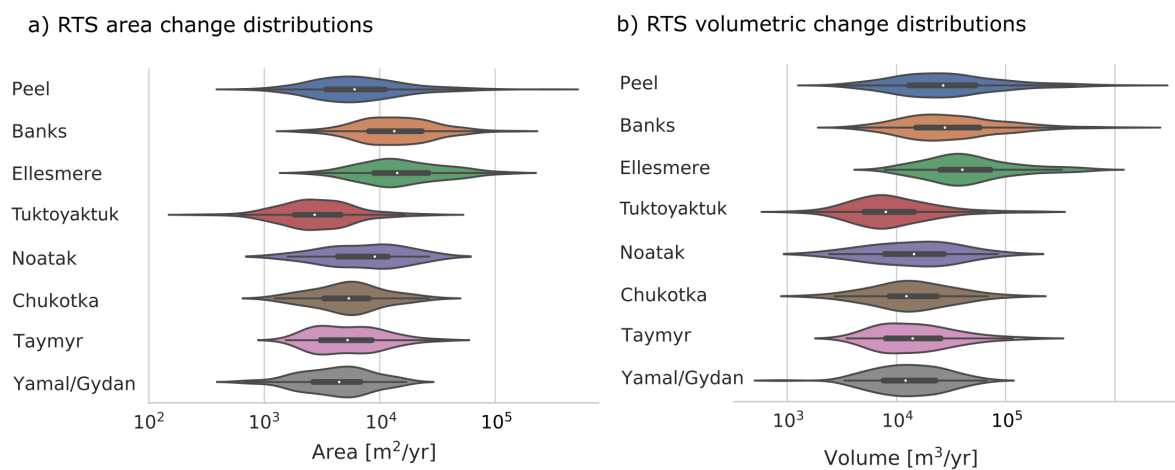 a) RTS area change distributions
Peel
Banks
Ellesmere
Tuktoyaktuk
Noatak
Chukotka
Taymyr
Yamal/Gydan
10²
10³
10⁴
10⁵
Area [m²/yr]
b) RTS volumetric change distributions
Peel
Banks
Ellesmere
Tuktoyaktuk
Noatak
Chukotka
Taymyr
Yamal/Gydan
10³
10⁴
10⁵
Volume [m³/yr]